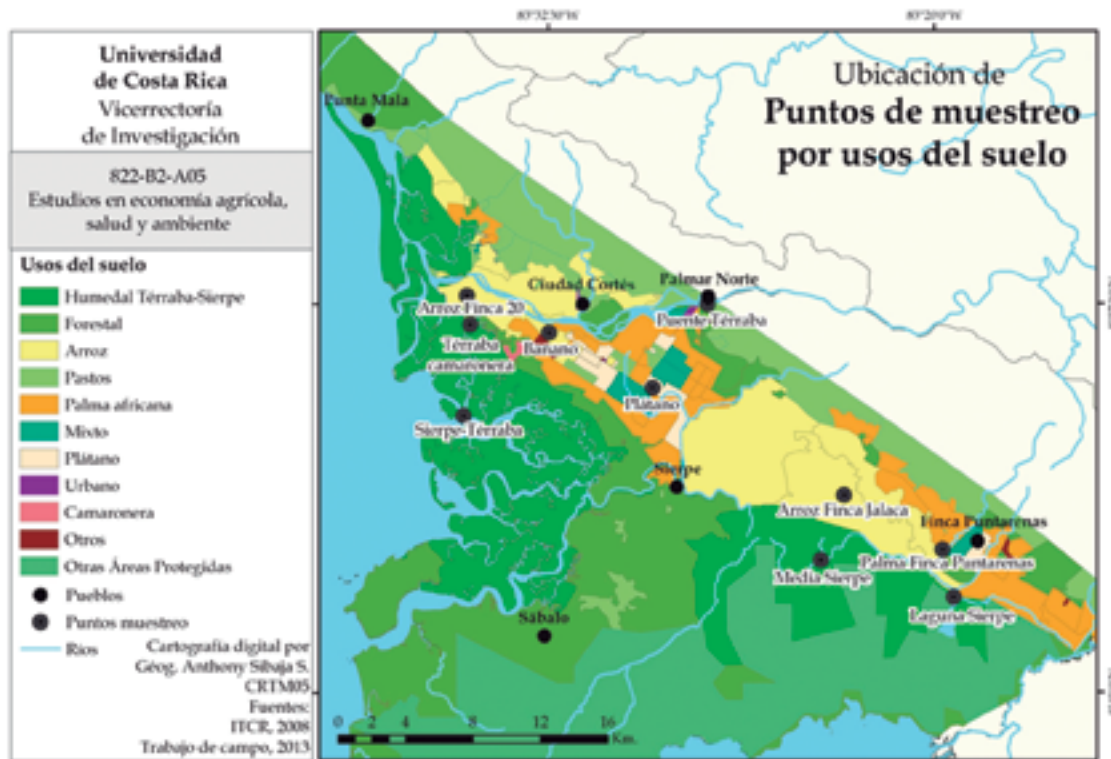 Universidad
de Costa Rica
Vicerrectoría
de Investigación
822-B2-A05
Estudios en economía agrícola,
salud y ambiente
Usos del suelo
Humedal Térraba-Sierpe
Forestal
Arroz
Pastos
Palma africana
Mixto
Plátano
Urbano
Camaronera
Otros
Otras Áreas Protegidas
Pueblos
Puntos muestreo
Ríos
Cartografía digital por
Géog. Anthony Sibaja S.
CRTM05
Fuentes:
ITCR, 2008
Trabajo de campo, 2013
Ubicación de
Puntos de muestreo
por usos del suelo
Punta Mala
Ciudad Cortés
Palmar Norte
Arroz Finca 20
Puente-Térraba
Térraba
camaronera
Banano
Plátano
Sierpe-Térraba
Sierpe
Arroz Finca Jalaca
Finca Puntarenas
Media Sierpe
Palma Finca Puntarenas
Laguna Sierpe
Sábalo
0 2 4 6 8 12 16
Km.